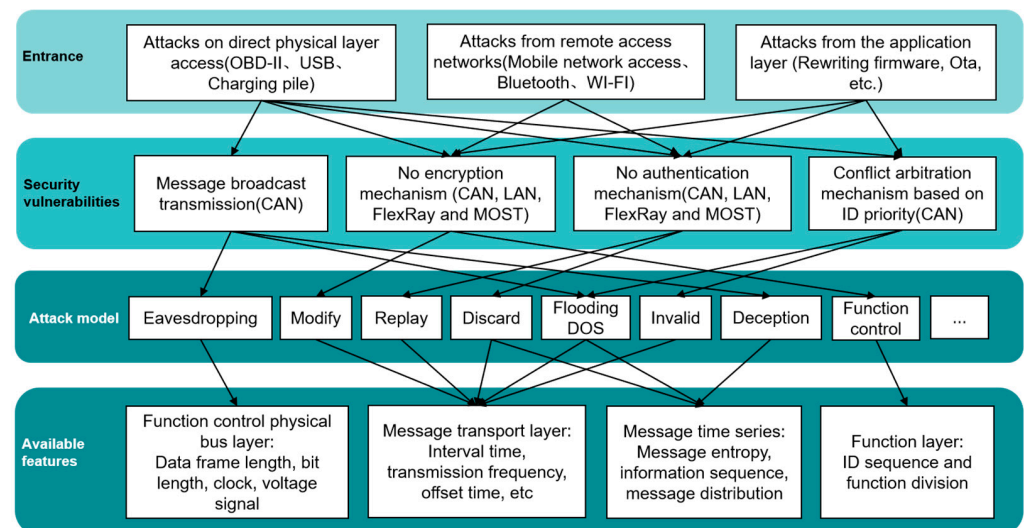 Entrance
Attacks on direct physical layer
access(OBD-II、USB、
Charging pile)
Attacks from remote access
networks(Mobile network access、
Bluetooth、WI-FI)
Attacks from the application
layer (Rewriting firmware, Ota,
etc.)
Security
vulnerabilities
Message broadcast
transmission(CAN)
No encryption
mechanism (CAN, LAN,
FlexRay and MOST)
No authentication
mechanism(CAN, LAN,
FlexRay and MOST)
Conflict arbitration
mechanism based on
ID priority(CAN)
Attack model
Eavesdropping
Modify
Replay
Discard
Flooding
DOS
Invalid
Deception
Function
control
...
Available
features
Function control physical
bus layer:
Data frame length, bit
length, clock, voltage
signal
Message transport layer:
Interval time,
transmission frequency,
offset time, etc
Message time series:
Message entropy,
information sequence,
message distribution
Function layer:
ID sequence and
function division